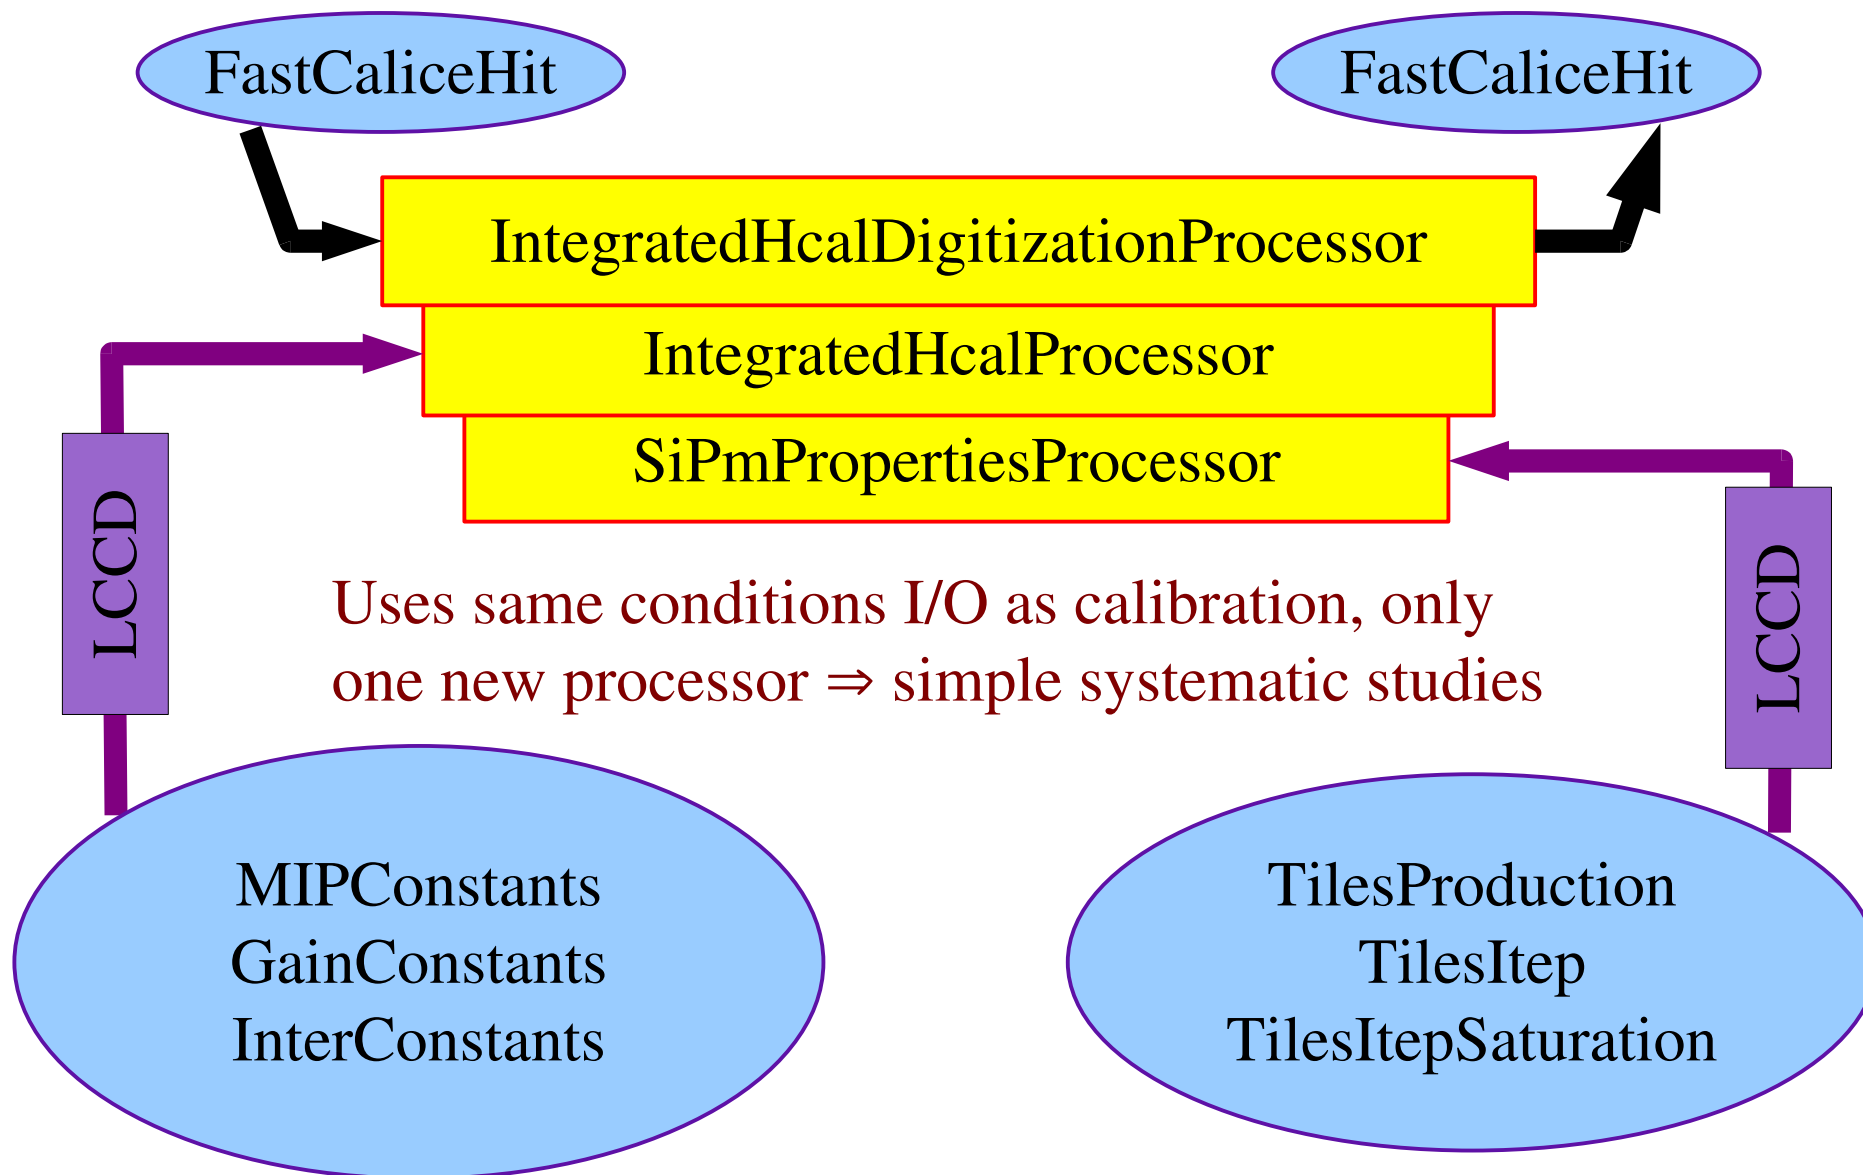 FastCaliceHit
FastCaliceHit
IntegratedHcalDigitizationProcessor
IntegratedHcalProcessor
SiPmPropertiesProcessor
LCCD
LCCD
Uses same conditions I/O as calibration, only
one new processor ⇒ simple systematic studies
MIPConstants
GainConstants
InterConstants
TilesProduction
TilesItep
TilesItepSaturation